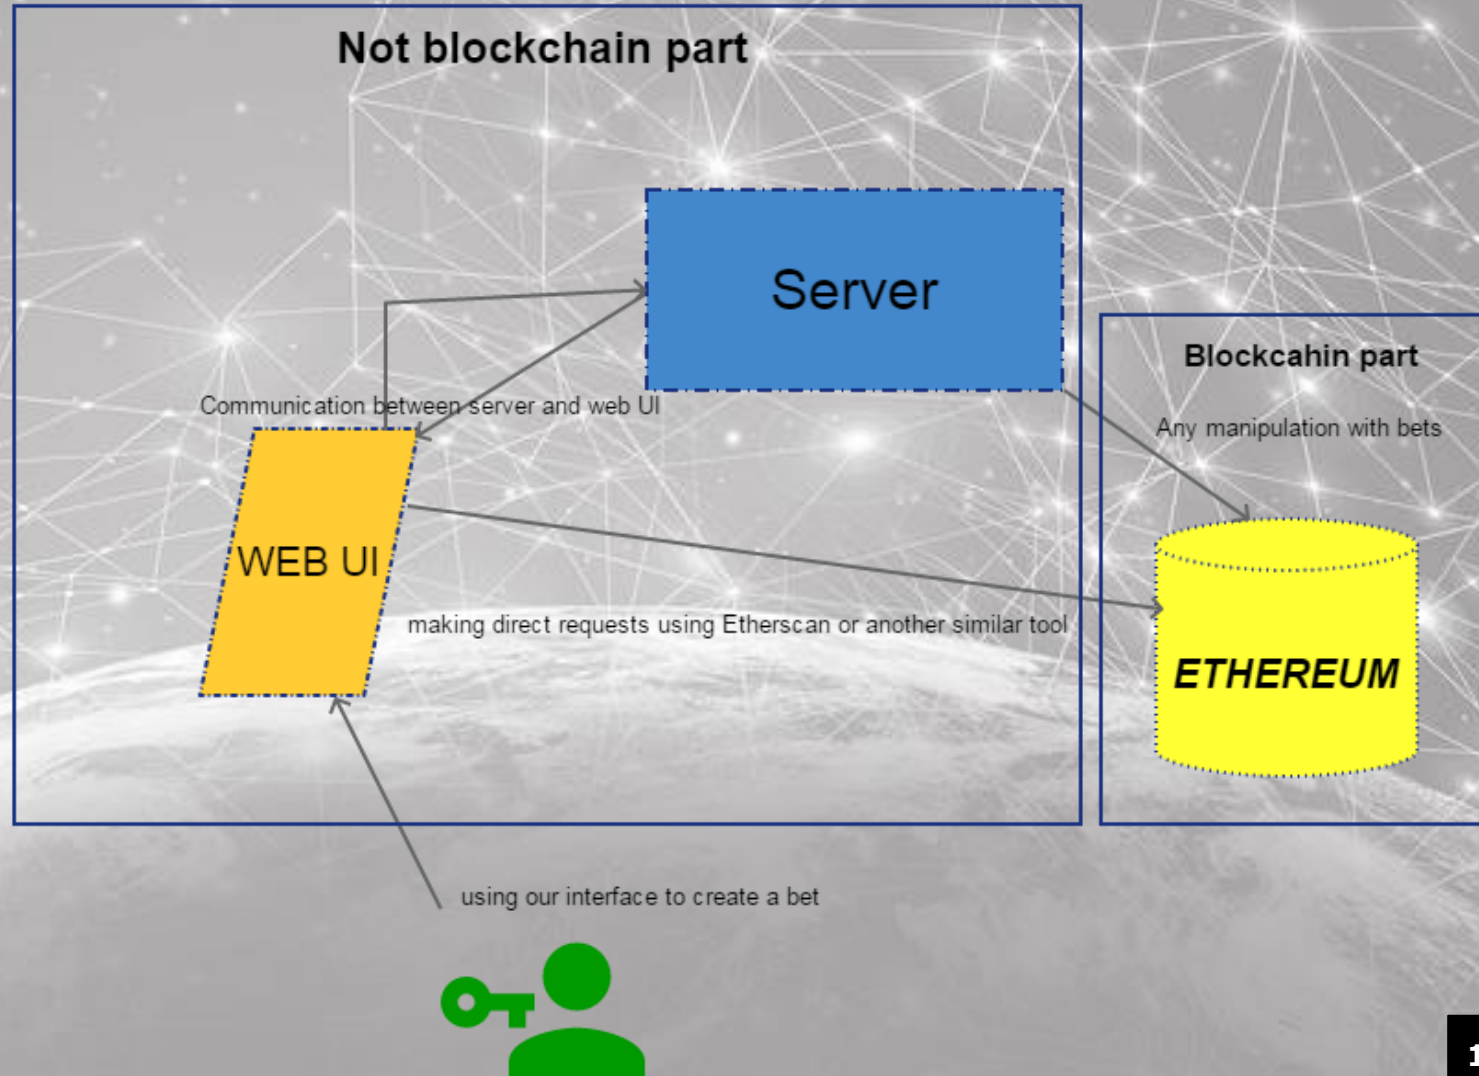 Not blockchain part
Server
Blockcahin part
Communication between server and web UI
Any manipulation with bets
WEB UI
making direct requests using Etherscan or another similar tool
ETHEREUM
using our interface to create a bet